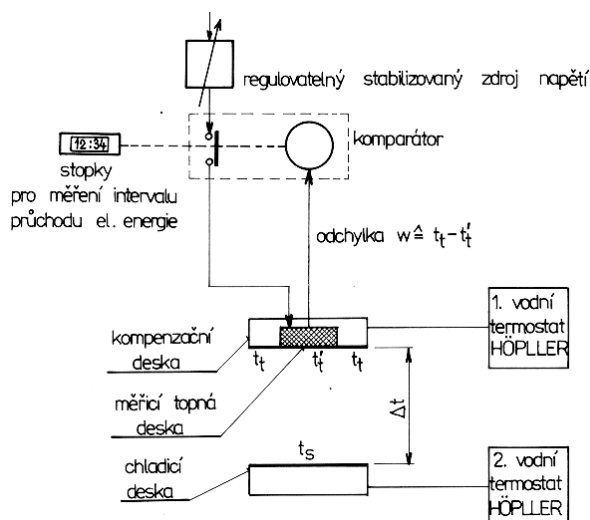 regulovatelný stabilizovaný zdroj napětí
komparátor
12:34
stopky
pro měření intervalu
průchodu el. energie
odchylka w ≙ tt – t't
1. vodní
termostat
HÖPLLER
kompenzační
deska
tt t't tt
měřicí topná
deska
Δt
ts
chladicí
deska
2. vodní
termostat
HÖPLLER